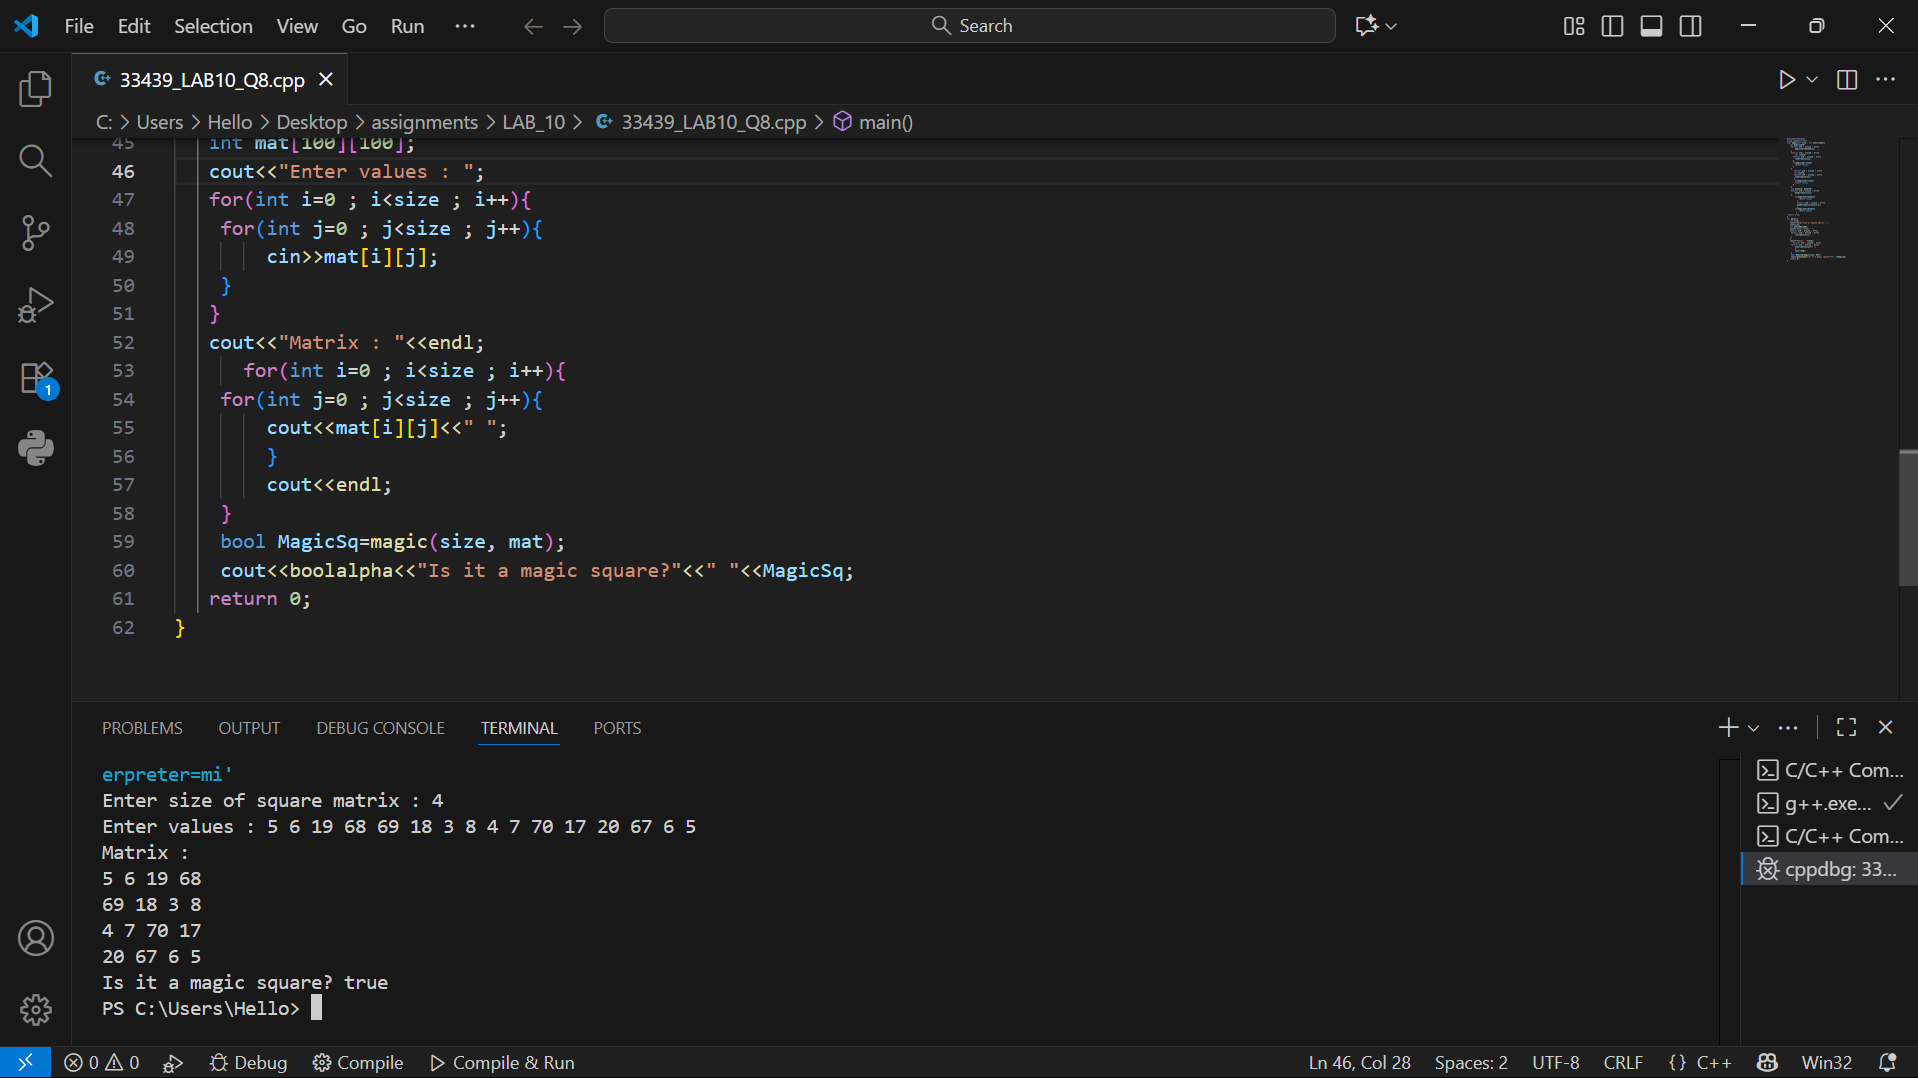 File Edit Selection View Go Run ··· Search
33439_LAB10_Q8.cpp
C: > Users > Hello > Desktop > assignments > LAB_10 > 33439_LAB10_Q8.cpp > main()
45 int mat[100][100];
46 cout<<"Enter values : ";
47 for(int i=0 ; i<size ; i++){
48 for(int j=0 ; j<size ; j++){
49 cin>>mat[i][j];
50 }
51 }
52 cout<<"Matrix : "<<endl;
53 for(int i=0 ; i<size ; i++){
54 for(int j=0 ; j<size ; j++){
55 cout<<mat[i][j]<<" ";
56 }
57 cout<<endl;
58 }
59 bool MagicSq=magic(size, mat);
60 cout<<boolalpha<<"Is it a magic square?"<<" "<<MagicSq;
61 return 0;
62 }
1
PROBLEMS OUTPUT DEBUG CONSOLE TERMINAL PORTS
erpreter=mi'
Enter size of square matrix : 4
Enter values : 5 6 19 68 69 18 3 8 4 7 70 17 20 67 6 5
Matrix :
5 6 19 68
69 18 3 8
4 7 70 17
20 67 6 5
Is it a magic square? true
PS C:\Users\Hello>
C/C++ Com...
g++.exe...
C/C++ Com...
cppdbg: 33...
0 0 Debug Compile Compile & Run Ln 46, Col 28 Spaces: 2 UTF-8 CRLF {} C++ Win32